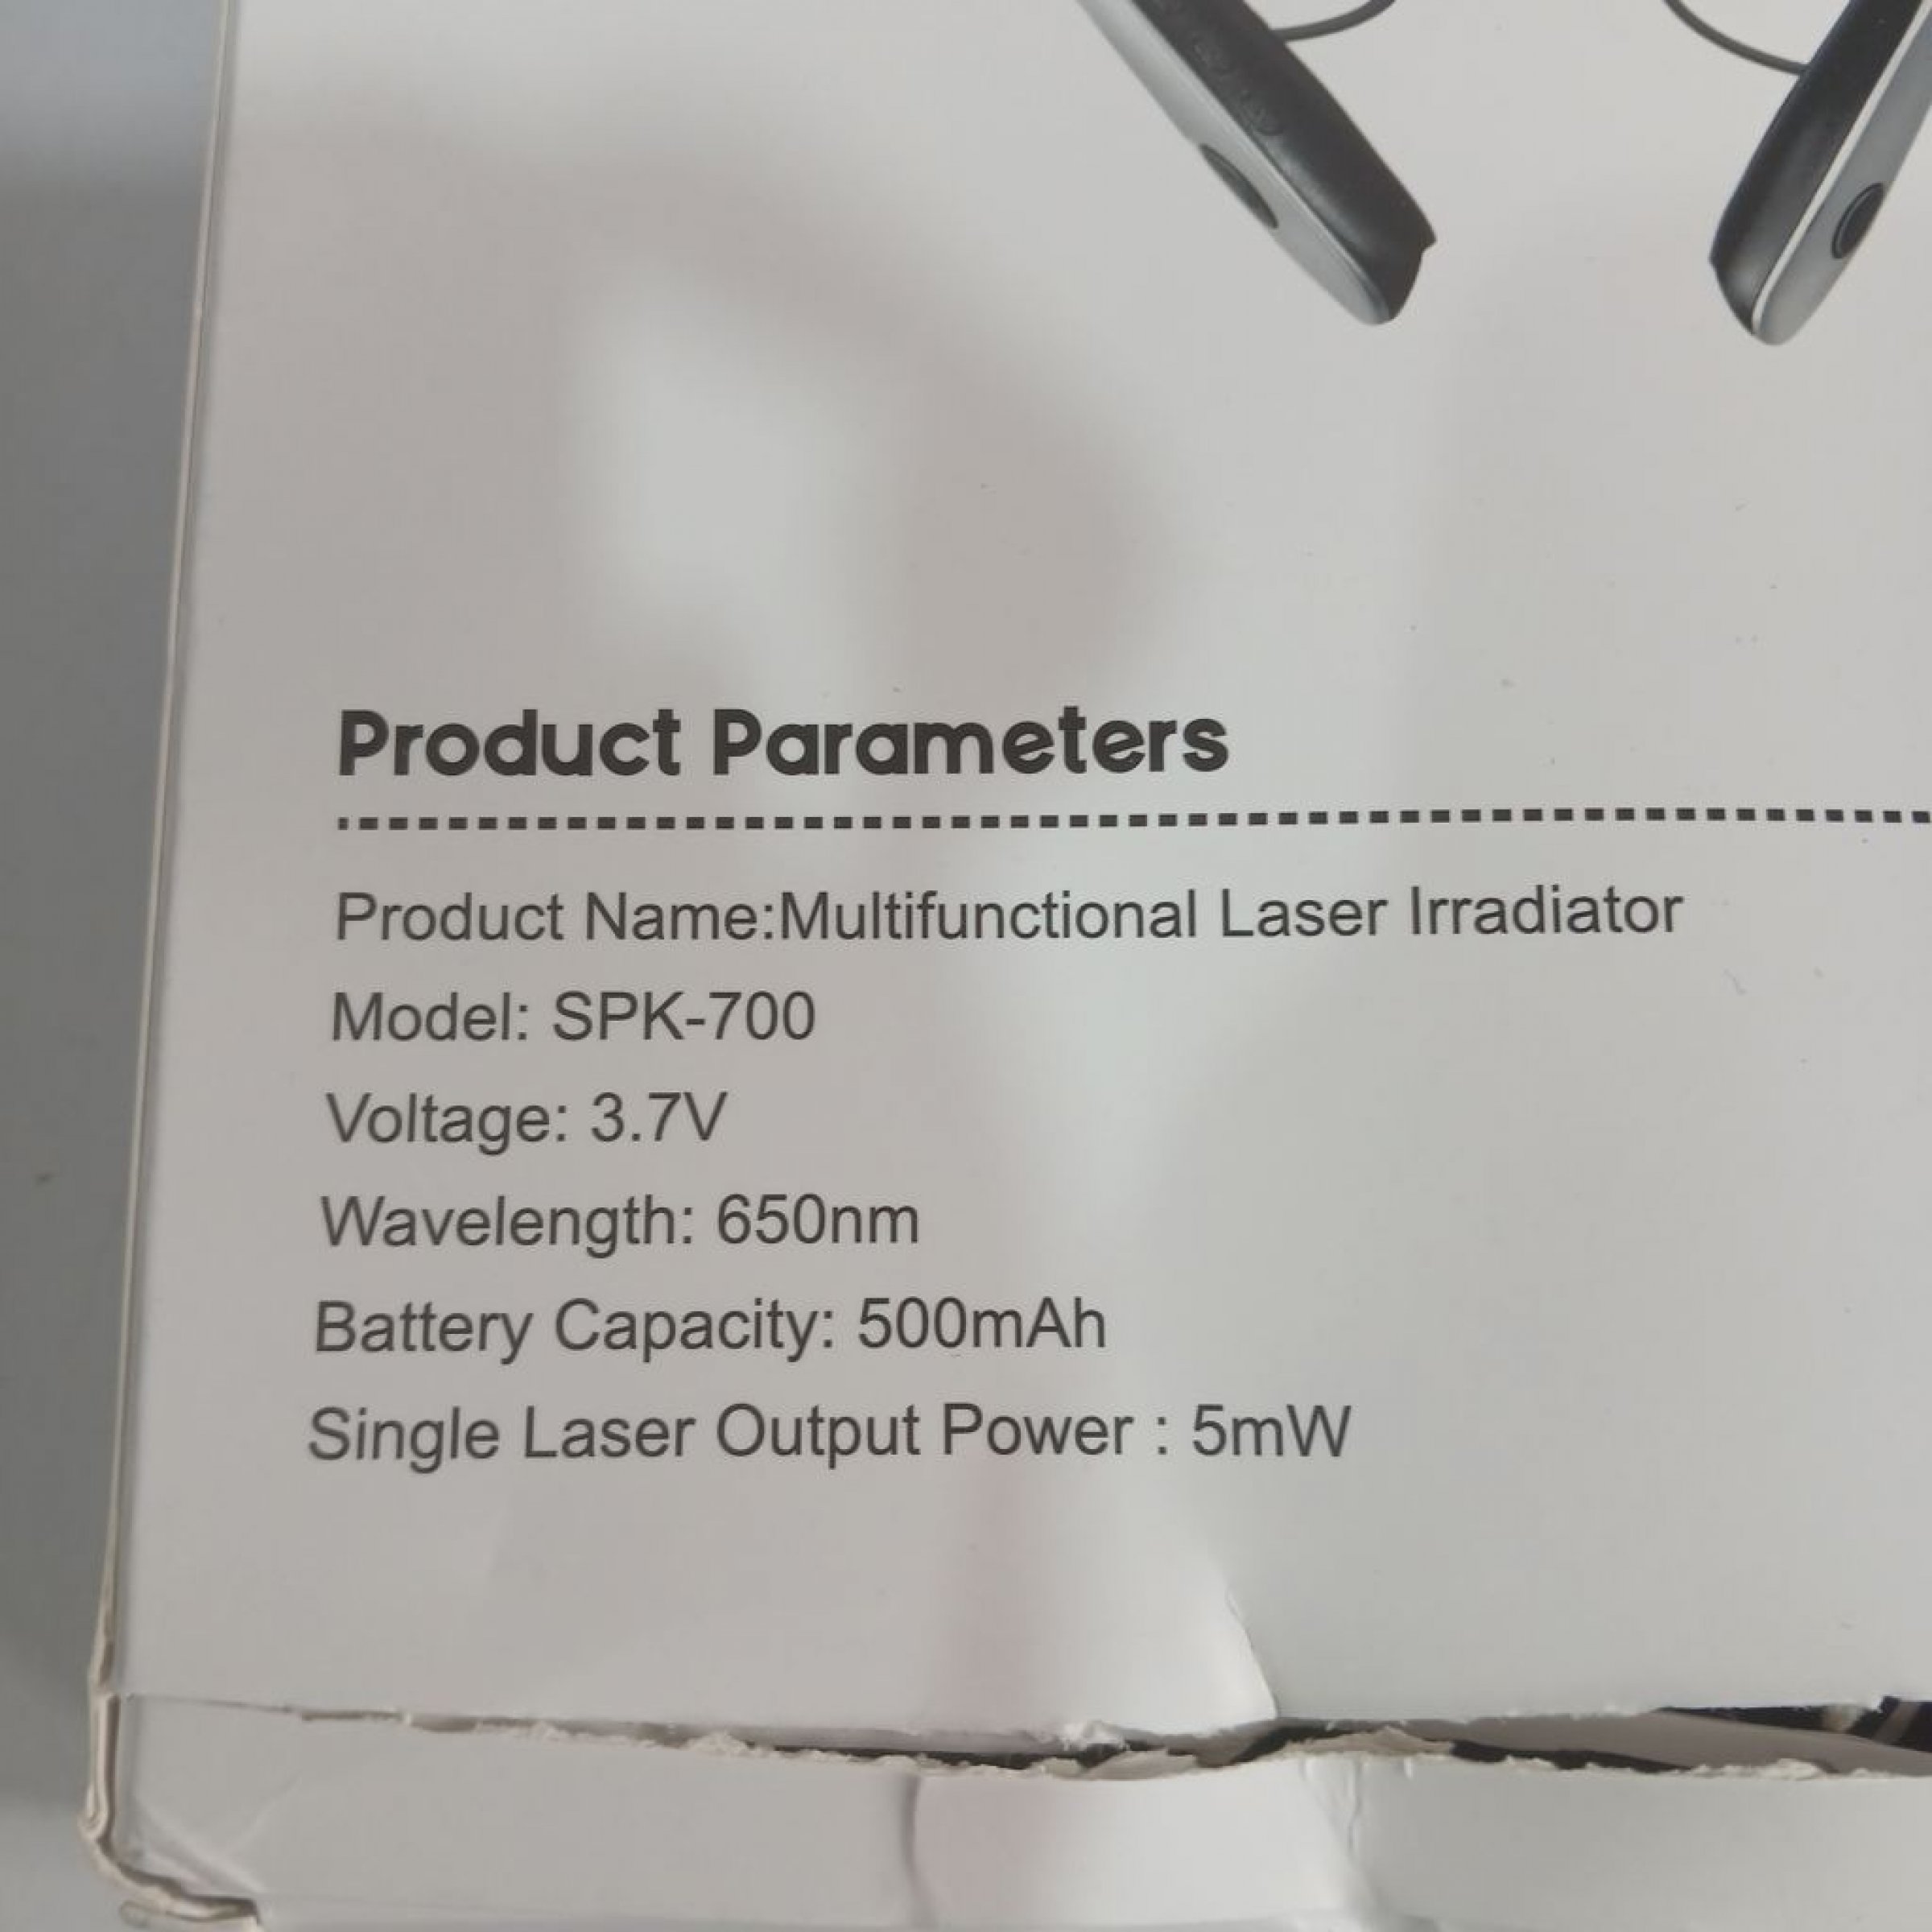 Product Parameters
Product Name:Multifunctional Laser Irradiator
Model: SPK-700
Voltage: 3.7V
Wavelength: 650nm
Battery Capacity: 500mAh
Single Laser Output Power : 5mW